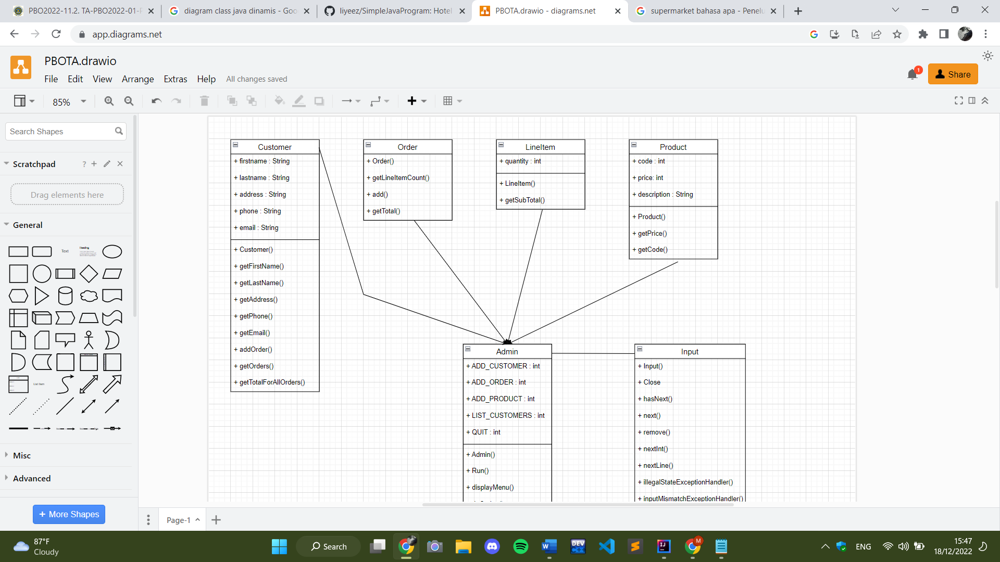 PBO2022-11.2. TA-PBO2022-01-F
diagram class java dinamis - Goo
liyeez/SimpleJavaProgram: Hotel
PBOTA.drawio - diagrams.net
supermarket bahasa apa - Penelu
app.diagrams.net
PBOTA.drawio
1
Share
File Edit View Arrange Extras Help All changes saved
85%
Search Shapes
Scratchpad
?
Drag elements here
General
Text
Heading
List Item
Misc
Advanced
+ More Shapes
Customer
+ firstname : String
+ lastname : String
+ address : String
+ phone : String
+ email : String
+ Customer()
+ getFirstName()
+ getLastName()
+ getAddress()
+ getPhone()
+ getEmail()
+ addOrder()
+ getOrders()
+ getTotalForAllOrders()
Order
+ Order()
+ getLineItemCount()
+ add()
+ getTotal()
LineItem
+ quantity : int
+ LineItem()
+ getSubTotal()
Product
+ code : int
+ price: int
+ description : String
+ Product()
+ getPrice()
+ getCode()
Admin
+ ADD_CUSTOMER : int
+ ADD_ORDER : int
+ ADD_PRODUCT : int
+ LIST_CUSTOMERS : int
+ QUIT : int
+ Admin()
+ Run()
+ displayMenu()
Input
+ Input()
+ Close
+ hasNext()
+ next()
+ remove()
+ nextInt()
+ nextLine()
+ illegalStateExceptionHandler()
+ inputMismatchExceptionHandler()
Page-1
87°F
Cloudy
Search
DEV
C++
M
ENG
15:47
18/12/2022